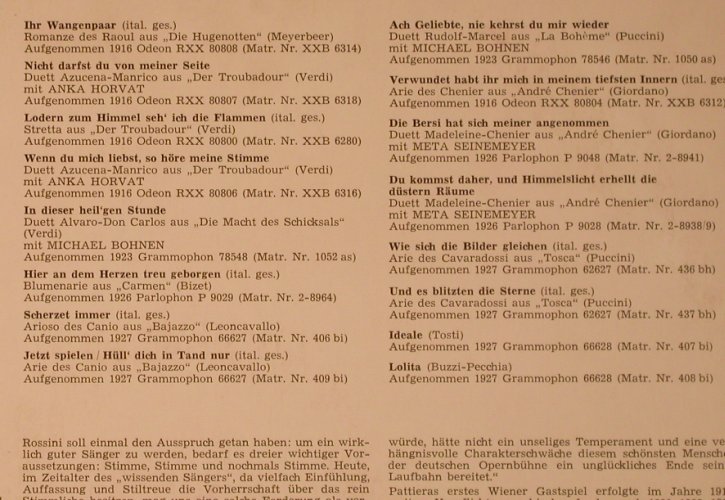 Ihr Wangenpaar (ital. ges.)
Romanze des Raoul aus „Die Hugenotten“ (Meyerbeer)
Aufgenommen 1916 Odeon RXX 80808 (Matr. Nr. XXB 6314)
Nicht darfst du von meiner Seite
Duett Azucena-Manrico aus „Der Troubadour“ (Verdi)
mit ANKA HORVAT
Aufgenommen 1916 Odeon RXX 80807 (Matr. Nr. XXB 6318)
Lodern zum Himmel seh' ich die Flammen (ital. ges.)
Stretta aus „Der Troubadour“ (Verdi)
Aufgenommen 1916 Odeon RXX 80800 (Matr. Nr. XXB 6280)
Wenn du mich liebst, so höre meine Stimme
Duett Azucena-Manrico aus „Der Troubadour“ (Verdi)
mit ANKA HORVAT
Aufgenommen 1916 Odeon RXX 80806 (Matr. Nr. XXB 6316)
In dieser heil'gen Stunde
Duett Alvaro-Don Carlos aus „Die Macht des Schicksals“
(Verdi)
mit MICHAEL BOHNEN
Aufgenommen 1923 Grammophon 78548 (Matr. Nr. 1052 as)
Hier an dem Herzen treu geborgen (ital. ges.)
Blumenarie aus „Carmen“ (Bizet)
Aufgenommen 1926 Parlophon P 9029 (Matr. Nr. 2-8964)
Scherzet immer (ital. ges.)
Arioso des Canio aus „Bajazzo“ (Leoncavallo)
Aufgenommen 1927 Grammophon 66627 (Matr. Nr. 406 bi)
Jetzt spielen / Hüll' dich in Tand nur (ital. ges.)
Arie des Canio aus „Bajazzo“ (Leoncavallo)
Aufgenommen 1927 Grammophon 66627 (Matr. Nr. 409 bi)
Ach Geliebte, nie kehrst du mir wieder
Duett Rudolf-Marcel aus „La Bohème“ (Puccini)
mit MICHAEL BOHNEN
Aufgenommen 1923 Grammophon 78546 (Matr. Nr. 1050 as)
Verwundet habt ihr mich in meinem tiefsten Innern (ital. ges
Arie des Chenier aus „André Chenier“ (Giordano)
Aufgenommen 1916 Odeon RXX 80804 (Matr. Nr. XXB 6312)
Die Bersi hat sich meiner angenommen
Duett Madeleine-Chenier aus „André Chenier“ (Giordano)
mit META SEINEMEYER
Aufgenommen 1926 Parlophon P 9048 (Matr. Nr. 2-8941)
Du kommst daher, und Himmelslicht erhellt die
düstern Räume
Duett Madeleine-Chenier aus „André Chenier“ (Giordano)
mit META SEINEMEYER
Aufgenommen 1926 Parlophon P 9028 (Matr. Nr. 2-8938/9)
Wie sich die Bilder gleichen (ital. ges.)
Arie des Cavaradossi aus „Tosca“ (Puccini)
Aufgenommen 1927 Grammophon 62627 (Matr. Nr. 436 bh)
Und es blitzten die Sterne (ital. ges.)
Arie des Cavaradossi aus „Tosca“ (Puccini)
Aufgenommen 1927 Grammophon 62627 (Matr. Nr. 437 bh)
Ideale (Tosti)
Aufgenommen 1927 Grammophon 66628 (Matr. Nr. 407 bi)
Lolita (Buzzi-Pecchia)
Aufgenommen 1927 Grammophon 66628 (Matr. Nr. 408 bi)
Rossini soll einmal den Ausspruch getan haben: um ein wirk-
lich guter Sänger zu werden, bedarf es dreier wichtiger Vor-
aussetzungen: Stimme, Stimme und nochmals Stimme. Heute,
im Zeitalter des „wissenden Sängers“, da vielfach Einfühlung,
Auffassung und Stiltreue die Vorherrschaft über das rein
würde, hätte nicht ein unseliges Temperament und eine ve
hängnisvolle Charakterschwäche diesem schönsten Mensche
der deutschen Opernbühne ein unglückliches Ende seine
Laufbahn bereitet.“
Pattieras erstes Wiener Gastspiel erfolgte im Jahre